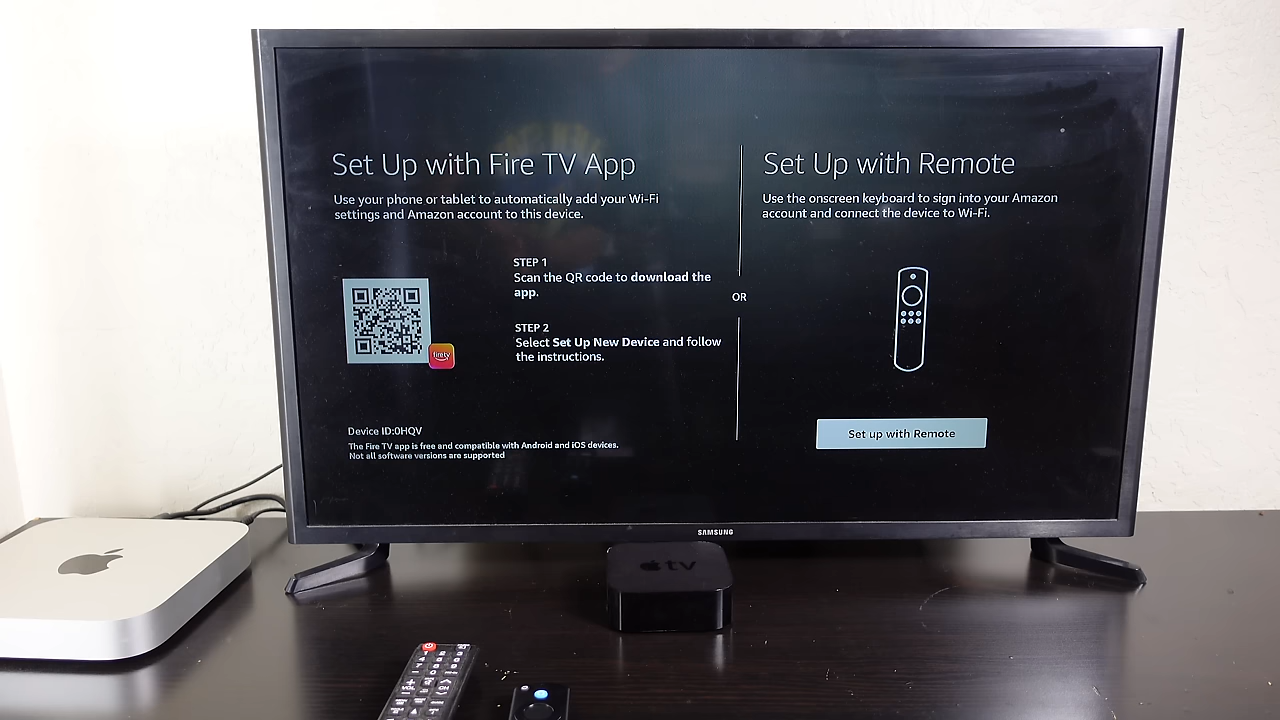 Set Up with Fire TV App
Use your phone or tablet to automatically add your Wi-Fi
settings and Amazon account to this device.
STEP 1
Scan the QR code to download the
app.
STEP 2
Select Set Up New Device and follow
the instructions.
firetv
Device ID:0HQV
The Fire TV app is free and compatible with Android and iOS devices.
Not all software versions are supported
OR
Set Up with Remote
Use the onscreen keyboard to sign into your Amazon
account and connect the device to Wi-Fi.
Set up with Remote
SAMSUNG
tv
VOL
CH